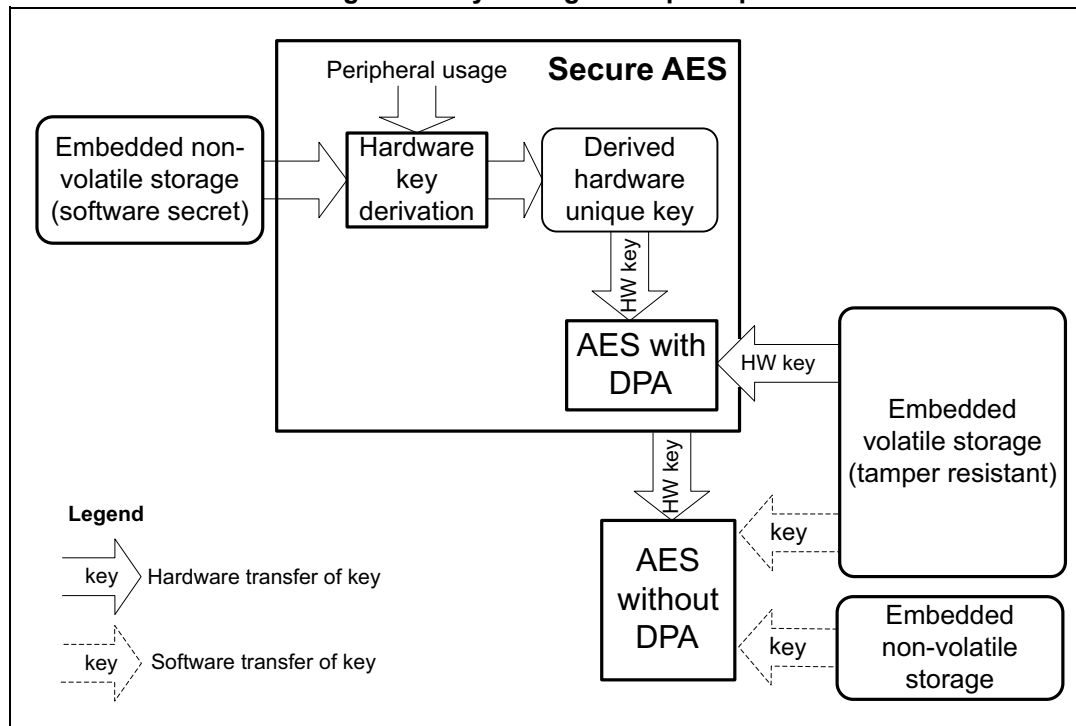 Peripheral usage
Secure AES
Embedded non-
volatile storage
(software secret)
Hardware
key
derivation
Derived
hardware
unique key
HW key
AES with
DPA
HW key
Embedded
volatile storage
(tamper resistant)
HW key
Legend
key
Hardware transfer of key
key
AES
without
DPA
key
Embedded
non-volatile
storage
key
Software transfer of key